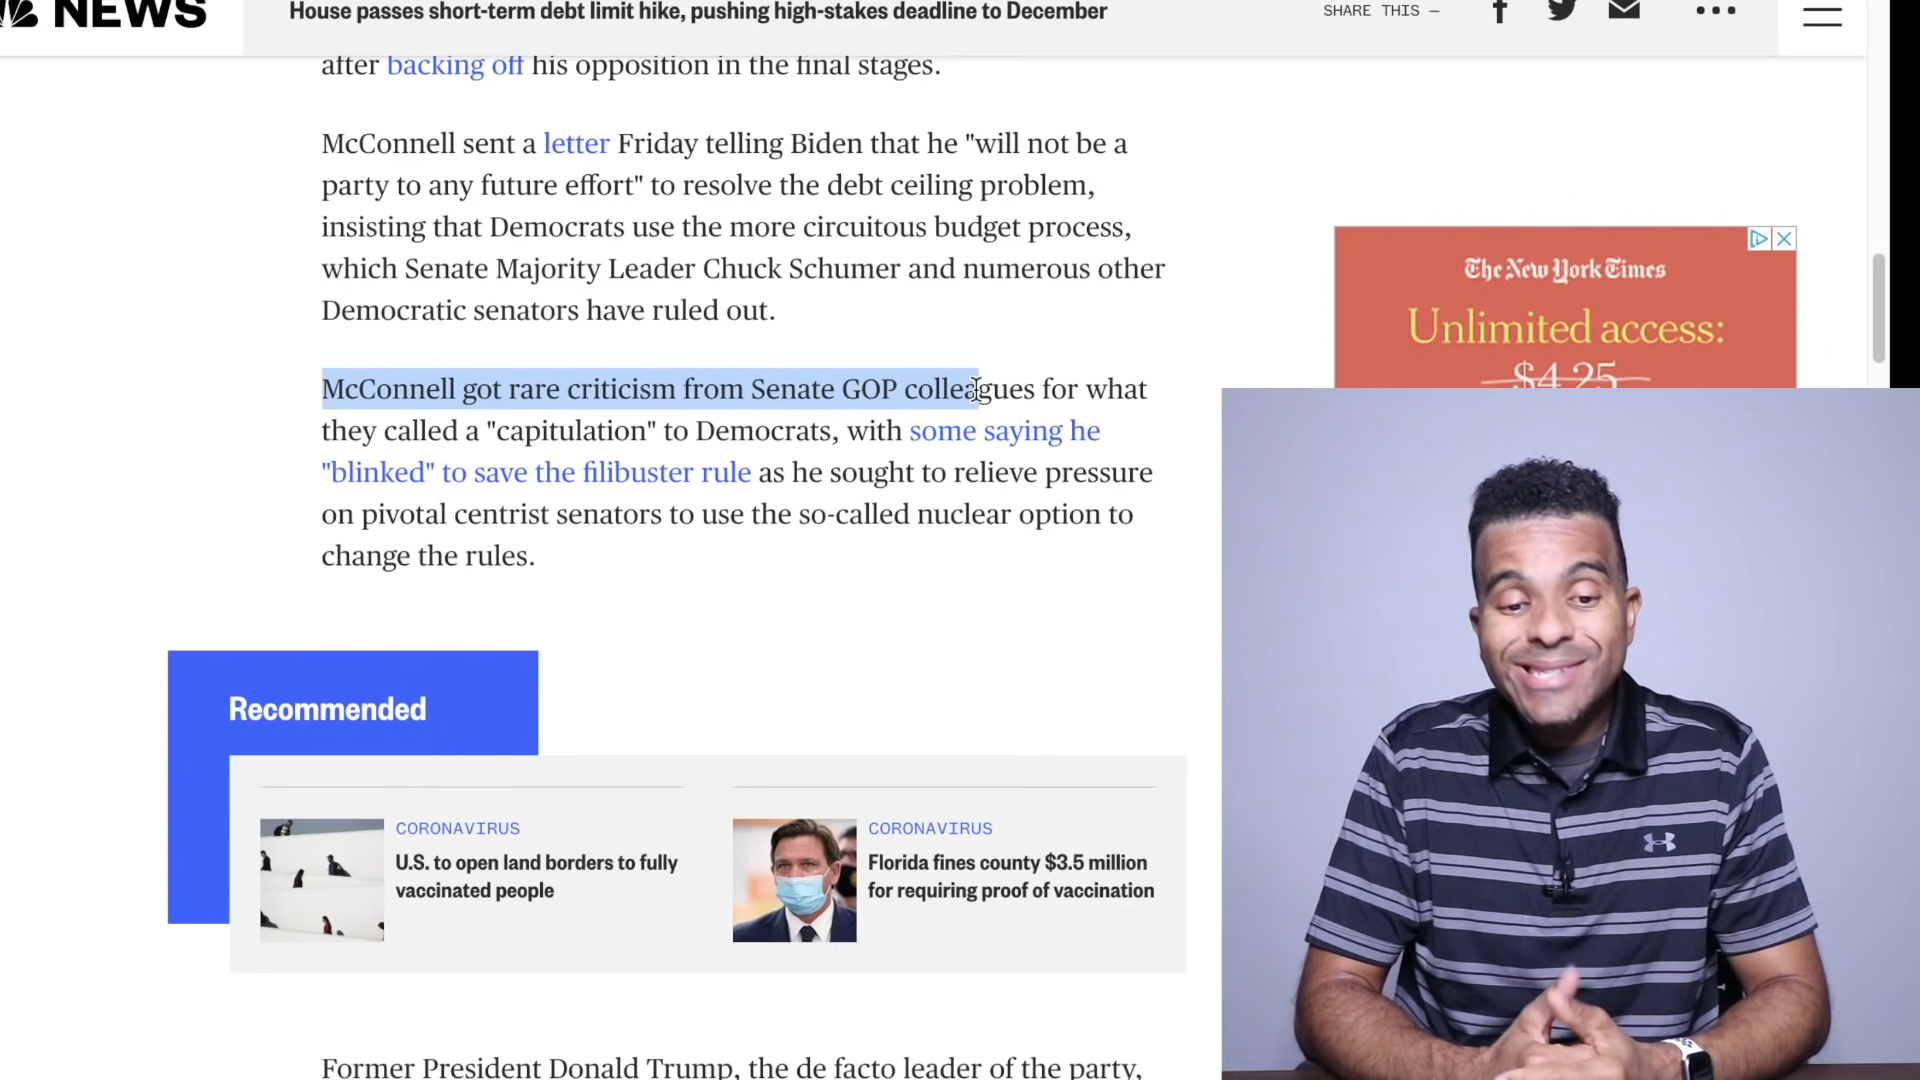 NEWS
House passes short-term debt limit hike, pushing high-stakes deadline to December
SHARE THIS —
after backing off his opposition in the final stages.
McConnell sent a letter Friday telling Biden that he "will not be a
party to any future effort" to resolve the debt ceiling problem,
insisting that Democrats use the more circuitous budget process,
which Senate Majority Leader Chuck Schumer and numerous other
Democratic senators have ruled out.
McConnell got rare criticism from Senate GOP colleagues for what
they called a "capitulation" to Democrats, with some saying he
"blinked" to save the filibuster rule as he sought to relieve pressure
on pivotal centrist senators to use the so-called nuclear option to
change the rules.
The New York Times
Unlimited access:
$4.25
Recommended
CORONAVIRUS
U.S. to open land borders to fully
vaccinated people
CORONAVIRUS
Florida fines county $3.5 million
for requiring proof of vaccination
Former President Donald Trump, the de facto leader of the party,